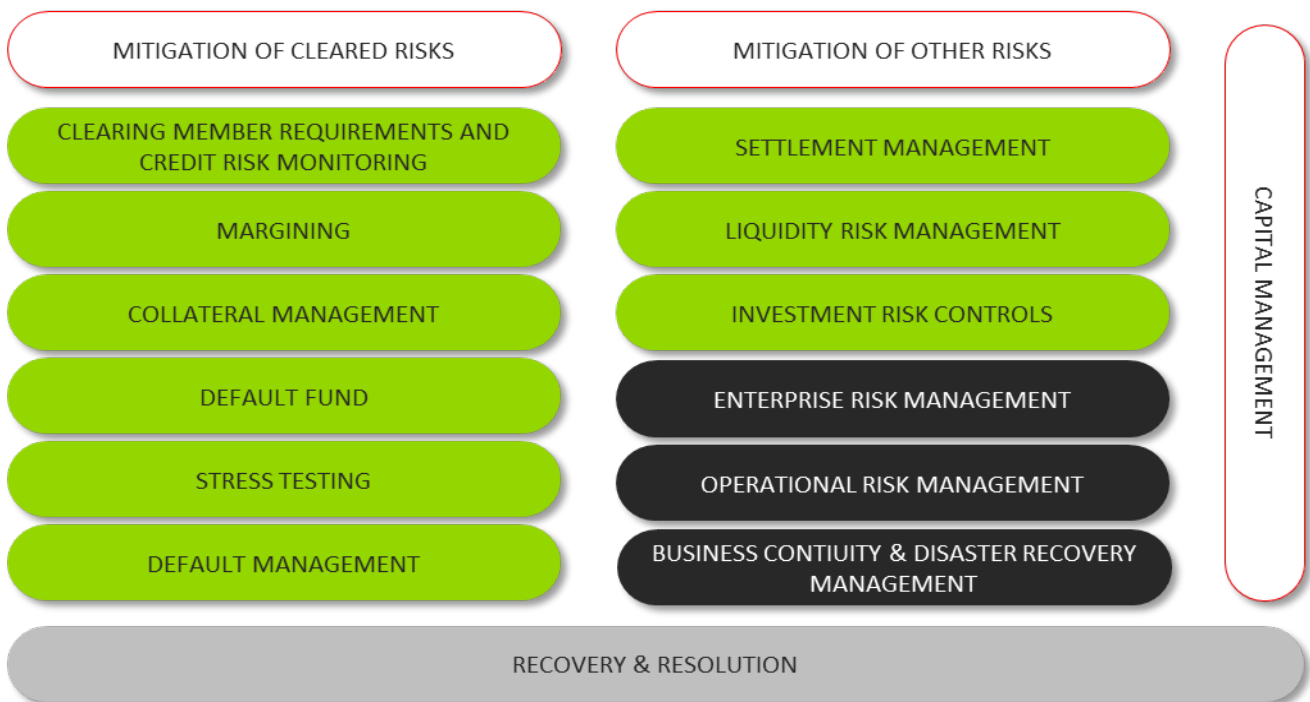 MITIGATION OF CLEARED RISKS
CLEARING MEMBER REQUIREMENTS AND
CREDIT RISK MONITORING
MARGINING
COLLATERAL MANAGEMENT
DEFAULT FUND
STRESS TESTING
DEFAULT MANAGEMENT
MITIGATION OF OTHER RISKS
SETTLEMENT MANAGEMENT
LIQUIDITY RISK MANAGEMENT
INVESTMENT RISK CONTROLS
ENTERPRISE RISK MANAGEMENT
OPERATIONAL RISK MANAGEMENT
BUSINESS CONTIUITY & DISASTER RECOVERY
MANAGEMENT
CAPITAL MANAGEMENT
RECOVERY & RESOLUTION